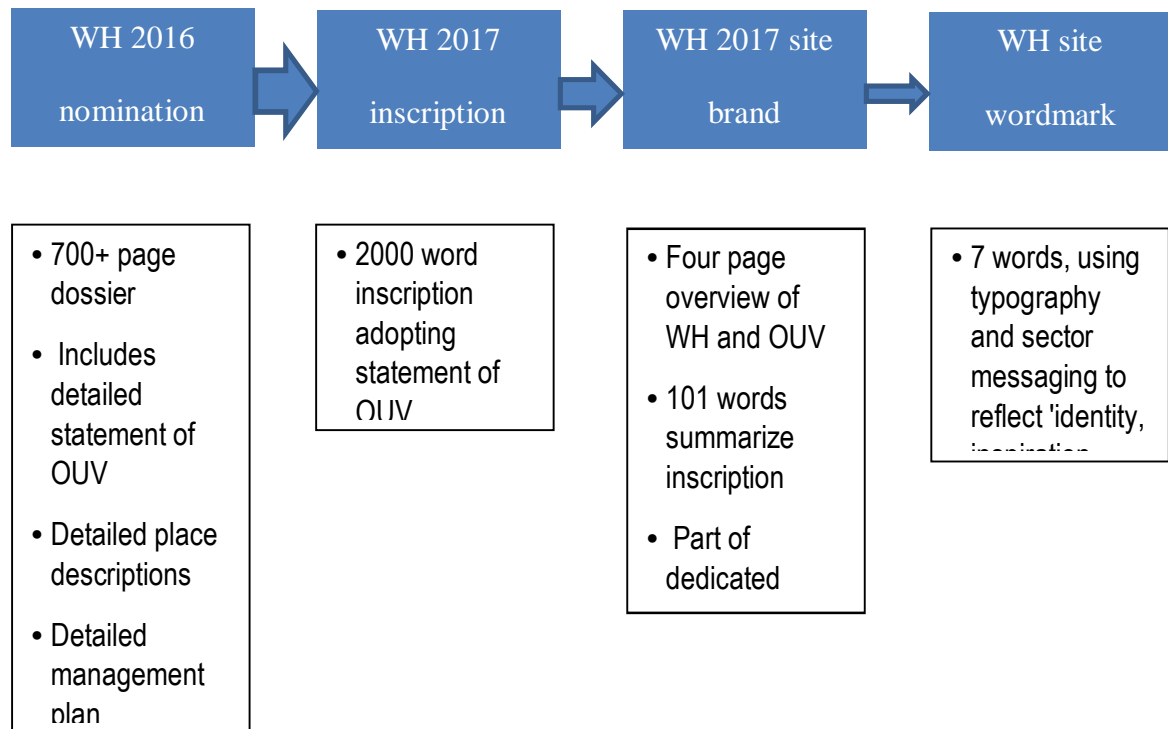 WH 2016
nomination
WH 2017
inscription
WH 2017 site
brand
WH site
wordmark
• 700+ page
dossier
• Includes
detailed
statement of
OUV
• Detailed place
descriptions
• Detailed
management
plan
• 2000 word
inscription
adopting
statement of
OUV
• Four page
overview of
WH and OUV
• 101 words
summarize
inscription
• Part of
dedicated
• 7 words, using
typography
and sector
messaging to
reflect 'identity,
inspiration